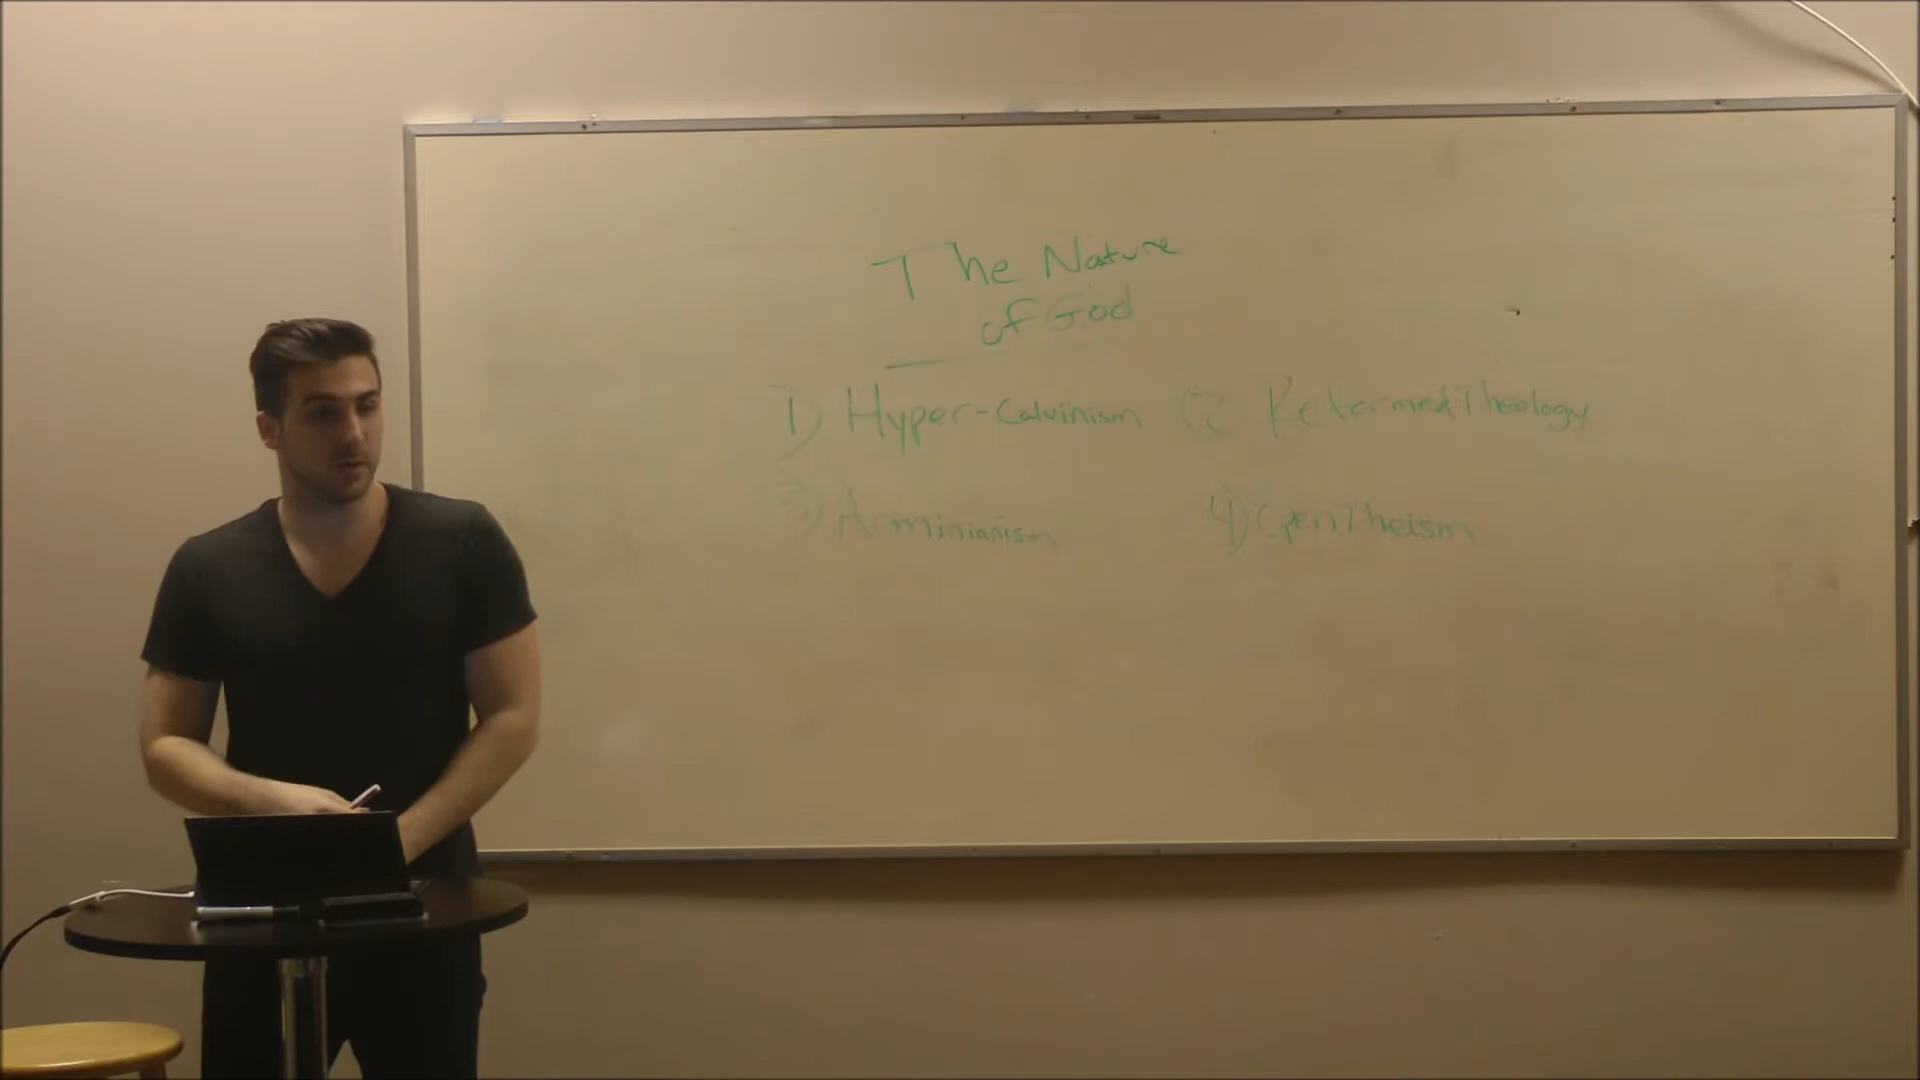 The Nature
of God
1) Hyper-Calvinism (2 Reformed Theology
3) Arminianism 4) Open Theism